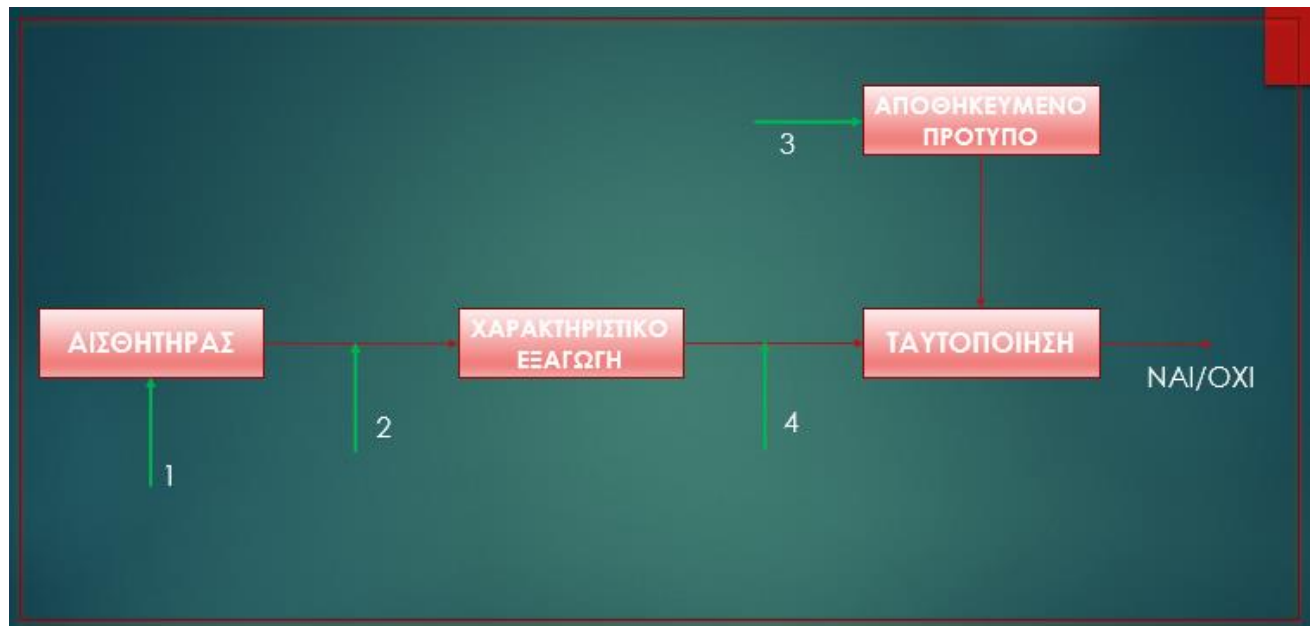 ΑΠΟΘΗΚΕΥΜΕΝΟ
ΠΡΟΤΥΠΟ
3
ΑΙΣΘΗΤΗΡΑΣ
ΧΑΡΑΚΤΗΡΙΣΤΙΚΟ
ΕΞΑΓΩΓΗ
ΤΑΥΤΟΠΟΙΗΣΗ
ΝΑΙ/ΟΧΙ
2
4
1